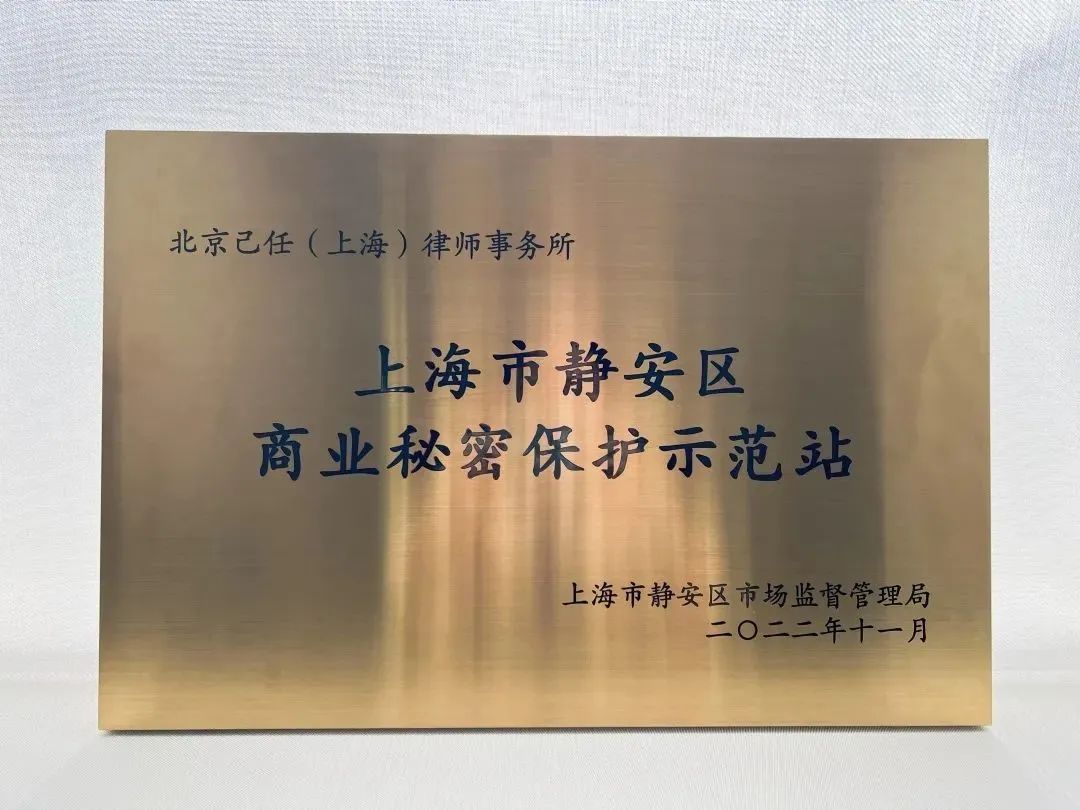 北京己任（上海）律师事务所
上海市静安区
商业秘密保护示范站
上海市静安区市场监督管理局
二〇二二年十一月